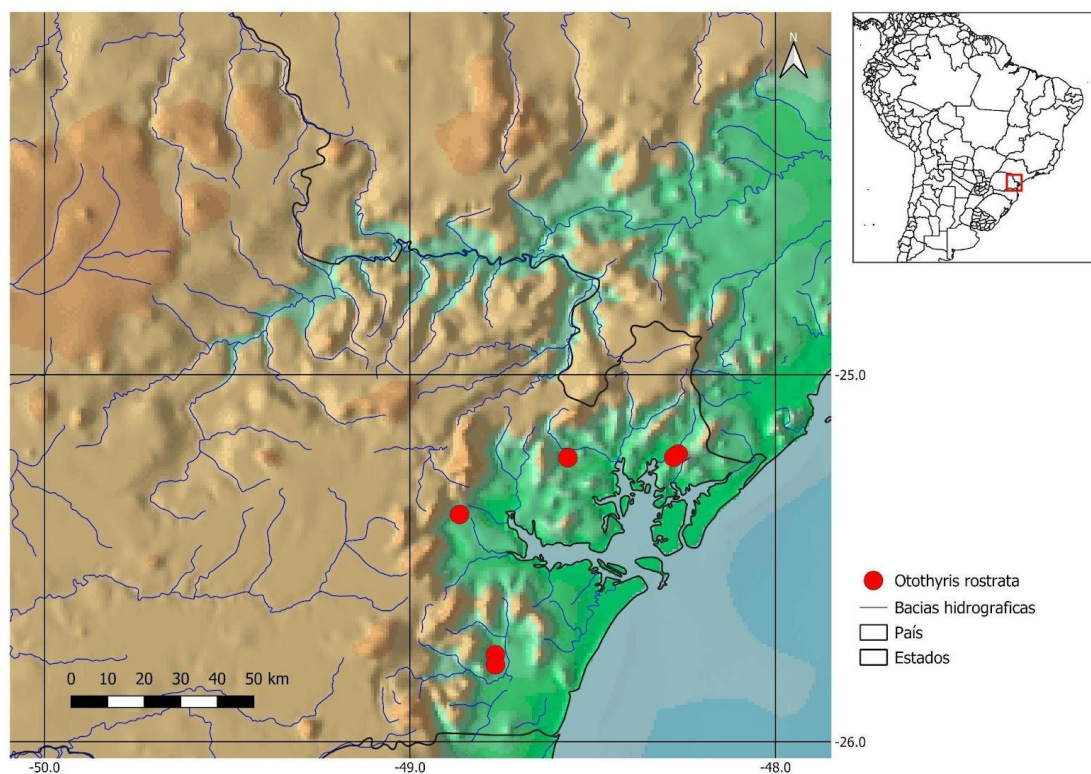 N
-25.0
Otothyris rostrata
Bacias hidrograficas
País
Estados
0 10 20 30 40 50 km
-26.0
-50.0
-49.0
-48.0